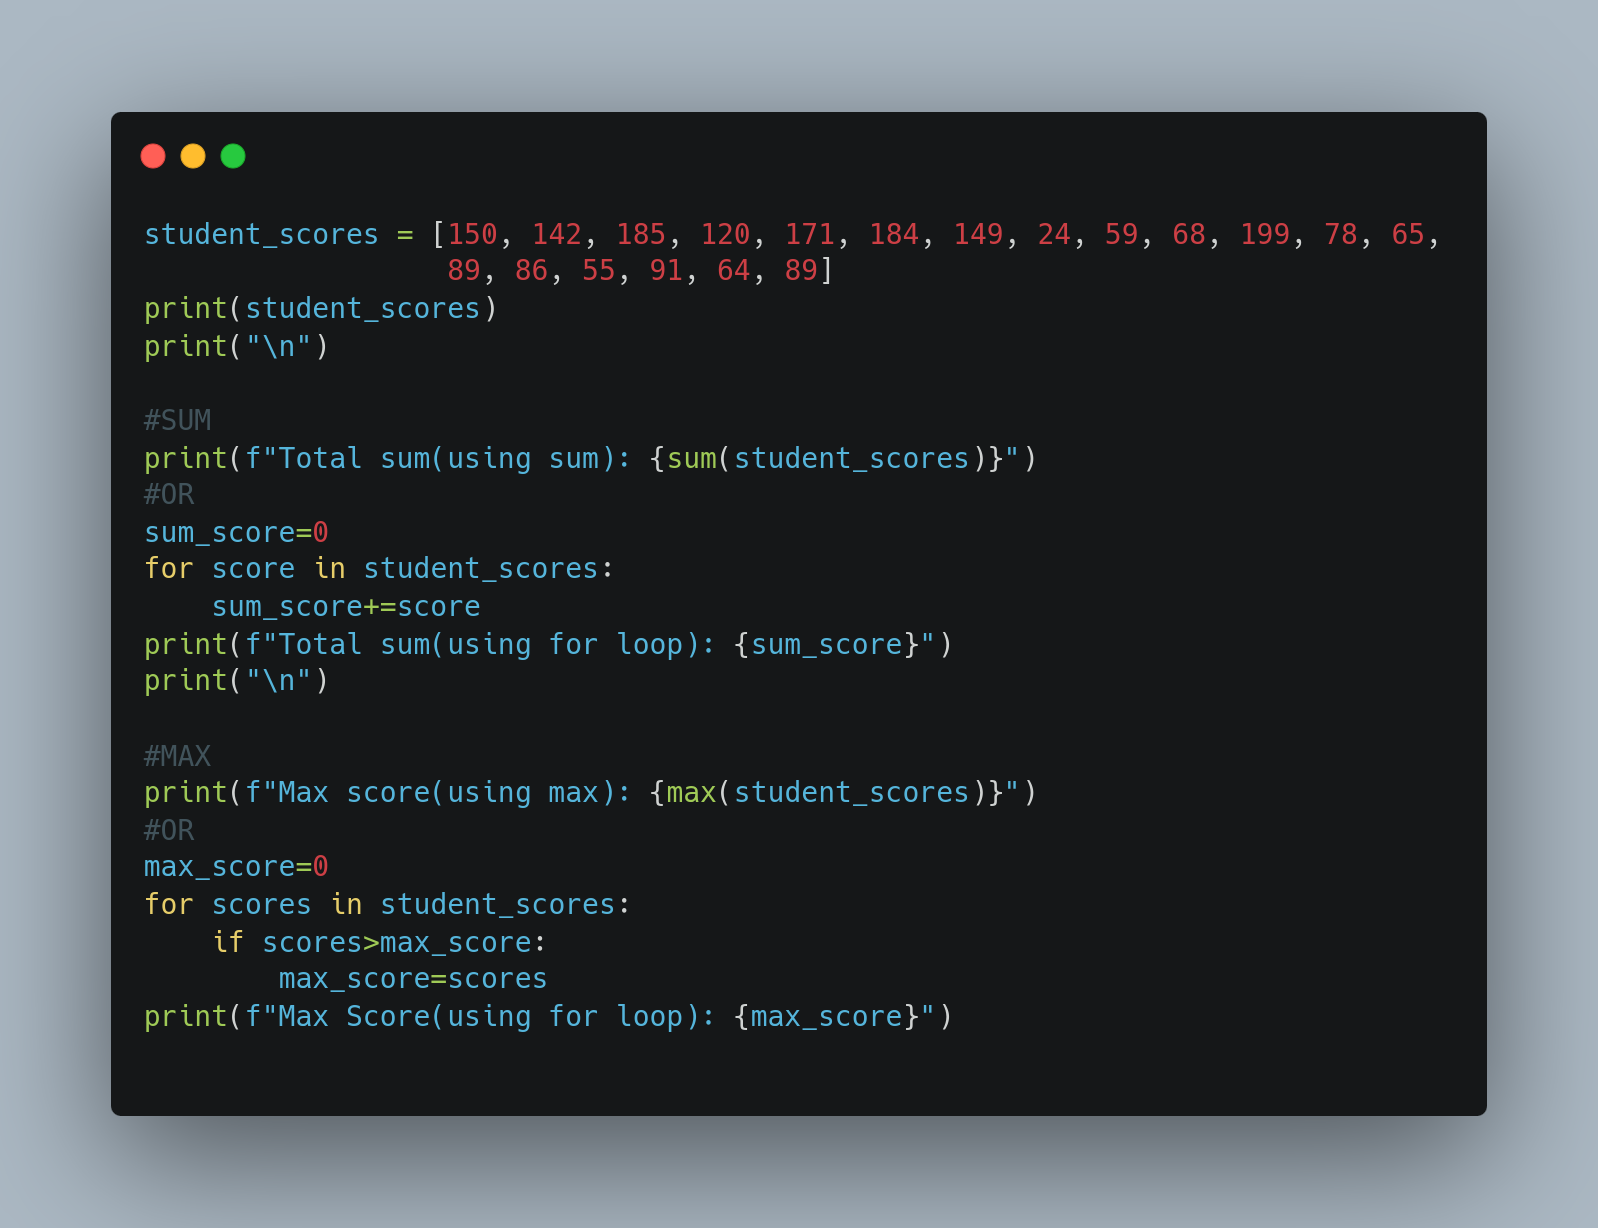 student_scores = [150, 142, 185, 120, 171, 184, 149, 24, 59, 68, 199, 78, 65,
                  89, 86, 55, 91, 64, 89]
print(student_scores)
print("\n")

#SUM
print(f"Total sum(using sum): {sum(student_scores)}")
#OR
sum_score=0
for score in student_scores:
    sum_score+=score
print(f"Total sum(using for loop): {sum_score}")
print("\n")

#MAX
print(f"Max score(using max): {max(student_scores)}")
#OR
max_score=0
for scores in student_scores:
    if scores>max_score:
        max_score=scores
print(f"Max Score(using for loop): {max_score}")